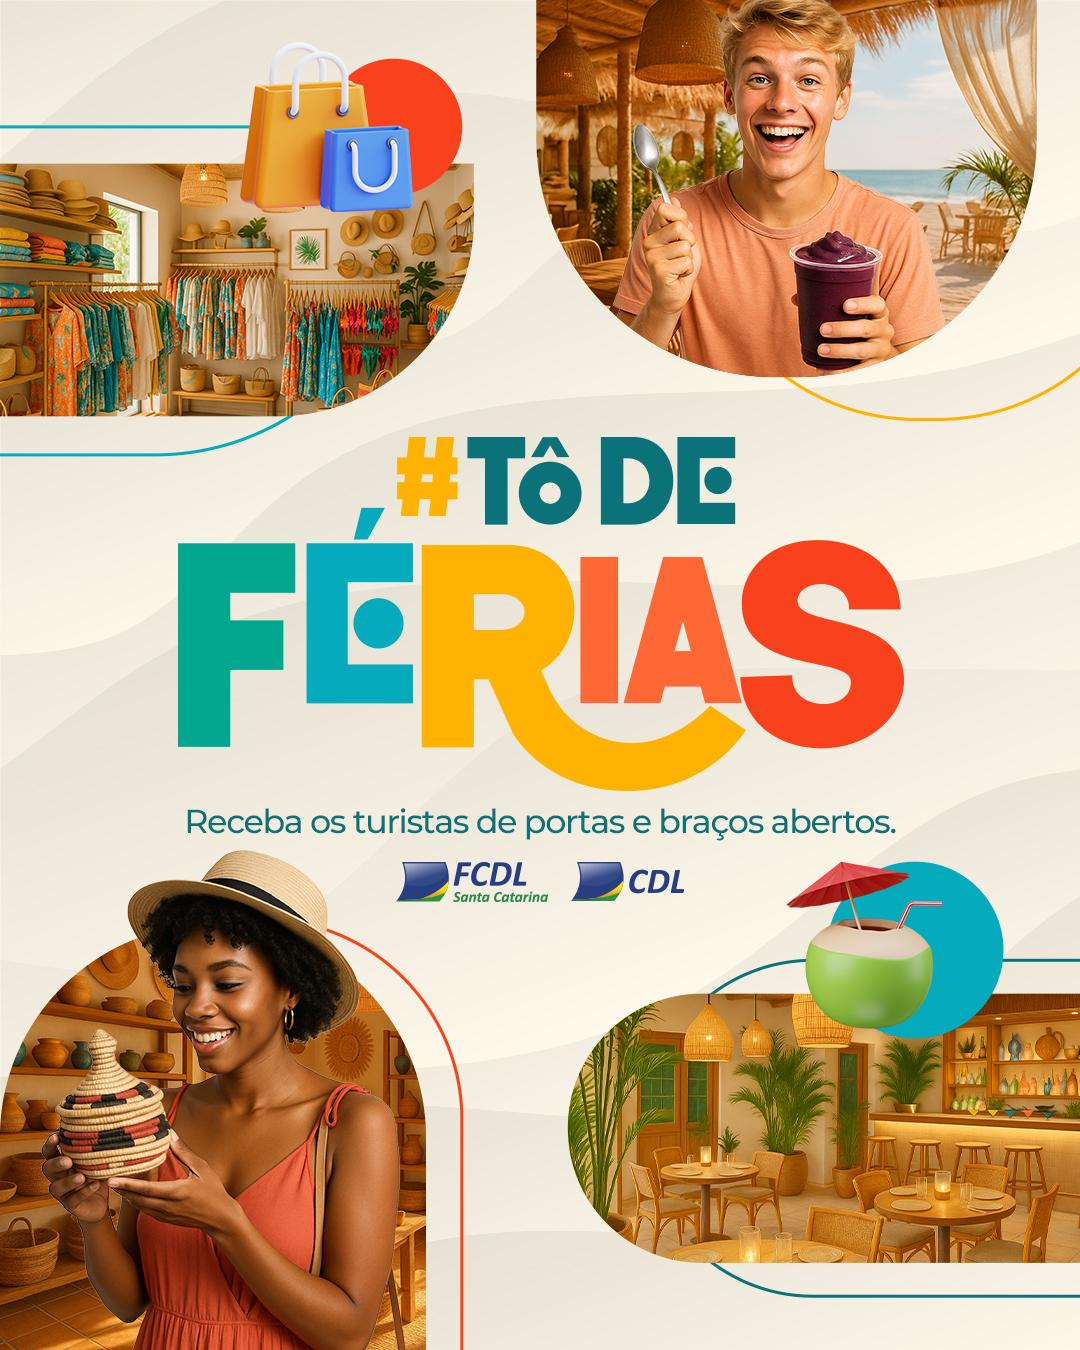 #TÔ DE
FÉRIAS
Receba os turistas de portas e braços abertos.
FCDL
Santa Catarina
CDL